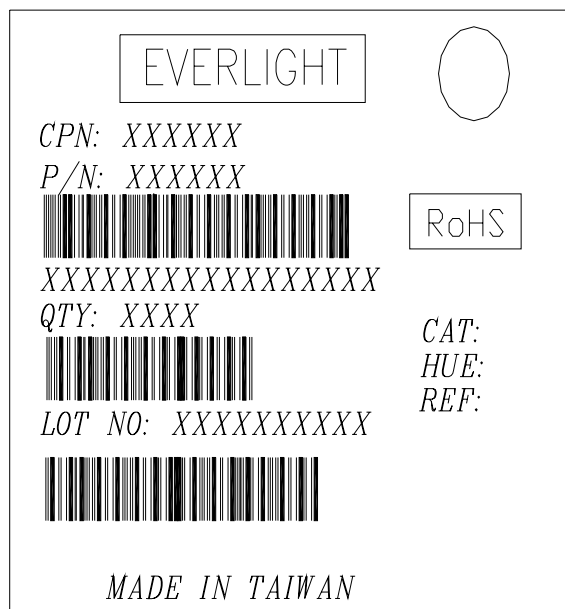 EVERLIGHT
CPN: XXXXXX
P/N: XXXXXX
RoHS
XXXXXXXXXXXXXXXXX
QTY: XXXX
CAT:
HUE:
REF:
LOT NO: XXXXXXXXXX
MADE IN TAIWAN